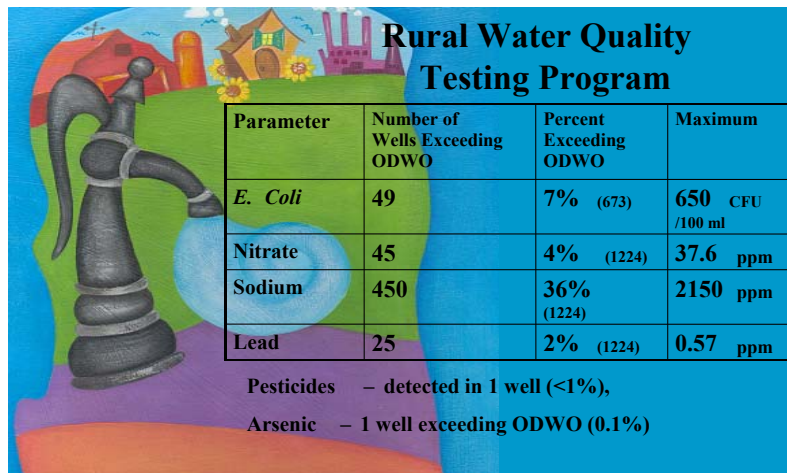 Rural Water Quality
Testing Program
Parameter
Number of
Wells Exceeding
ODWO
Percent
Exceeding
ODWO
Maximum
E. Coli
49
7% (673)
650 CFU
/100 ml
Nitrate
45
4% (1224)
37.6 ppm
Sodium
450
36%
(1224)
2150 ppm
Lead
25
2% (1224)
0.57 ppm
Pesticides – detected in 1 well (<1%),
Arsenic – 1 well exceeding ODWO (0.1%)